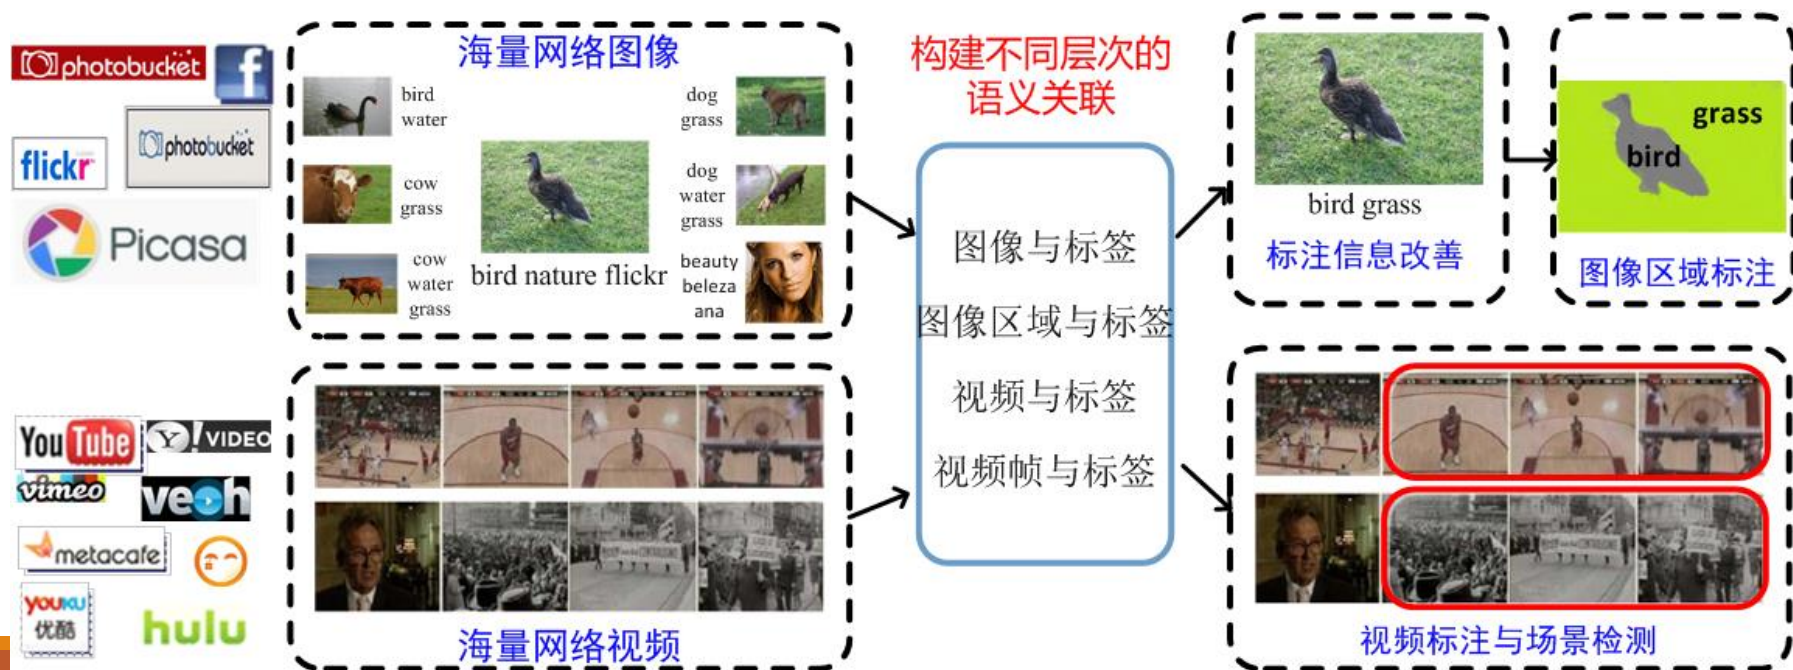 photobucket
f
photobucket
flickr
Picasa
海量网络图像
bird
water
cow
grass
cow
water
grass
bird nature flickr
dog
grass
dog
water
grass
beauty
beleza
ana
You Tube
Y! VIDEO
vimeo
veoh
metacafe
YOUKU
优酷
hulu
海量网络视频
构建不同层次的
语义关联
图像与标签
图像区域与标签
视频与标签
视频帧与标签
bird grass
标注信息改善
grass
bird
图像区域标注
视频标注与场景检测